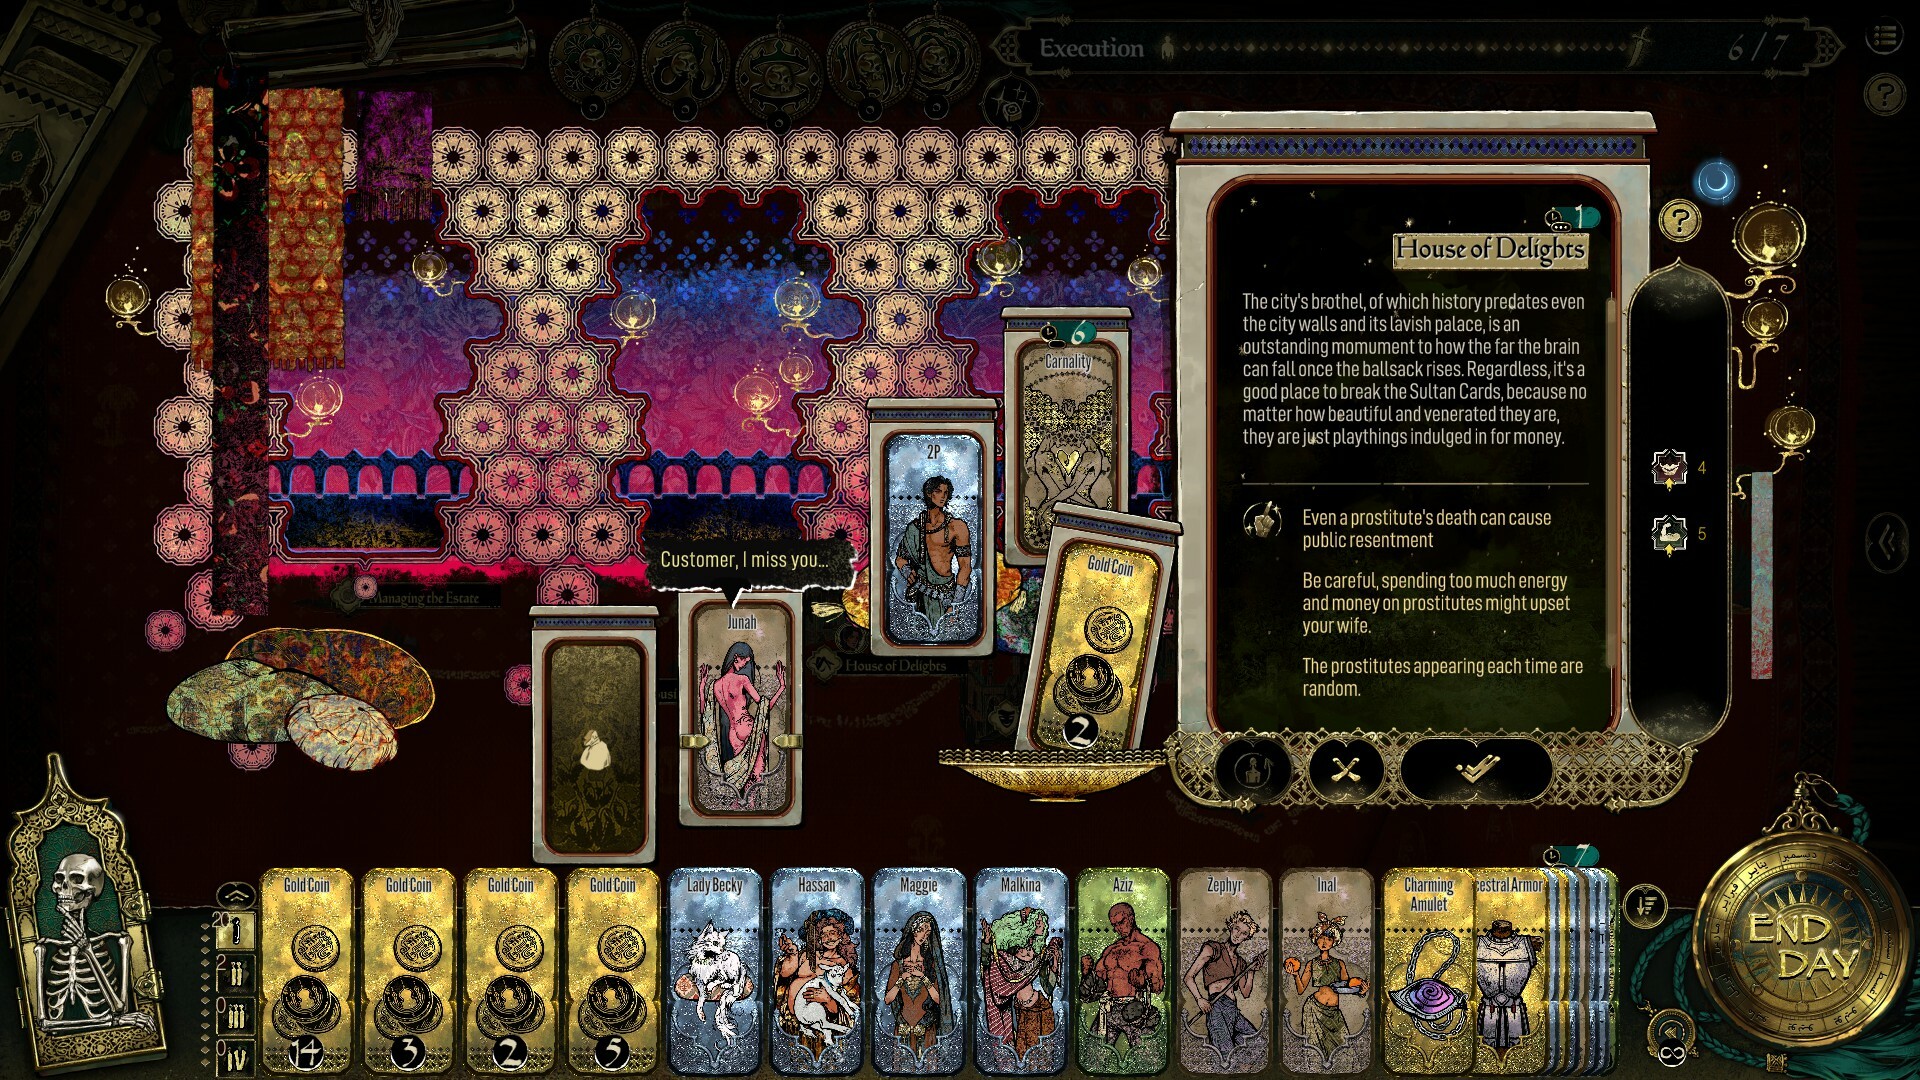 Execution
6/7
1
House of Delights
The city's brothel, of which history predates even
the city walls and its lavish palace, is an
outstanding momument to how the far the brain
can fall once the ballsack rises. Regardless, it's a
good place to break the Sultan Cards, because no
matter how beautiful and venerated they are,
they are just playthings indulged in for money.
4
5
Even a prostitute's death can cause
public resentment
Be careful, spending too much energy
and money on prostitutes might upset
your wife.
The prostitutes appearing each time are
random.
6
Carnality
2P
Gold Coin
2
Customer, I miss you...
Junah
Managing the Estate
House of Delights
7
Gold Coin
14
Gold Coin
3
Gold Coin
2
Gold Coin
5
Lady Becky
Hassan
Maggie
Malkina
Aziz
Zephyr
Inal
Charming
Amulet
cestral Armor
END
DAY